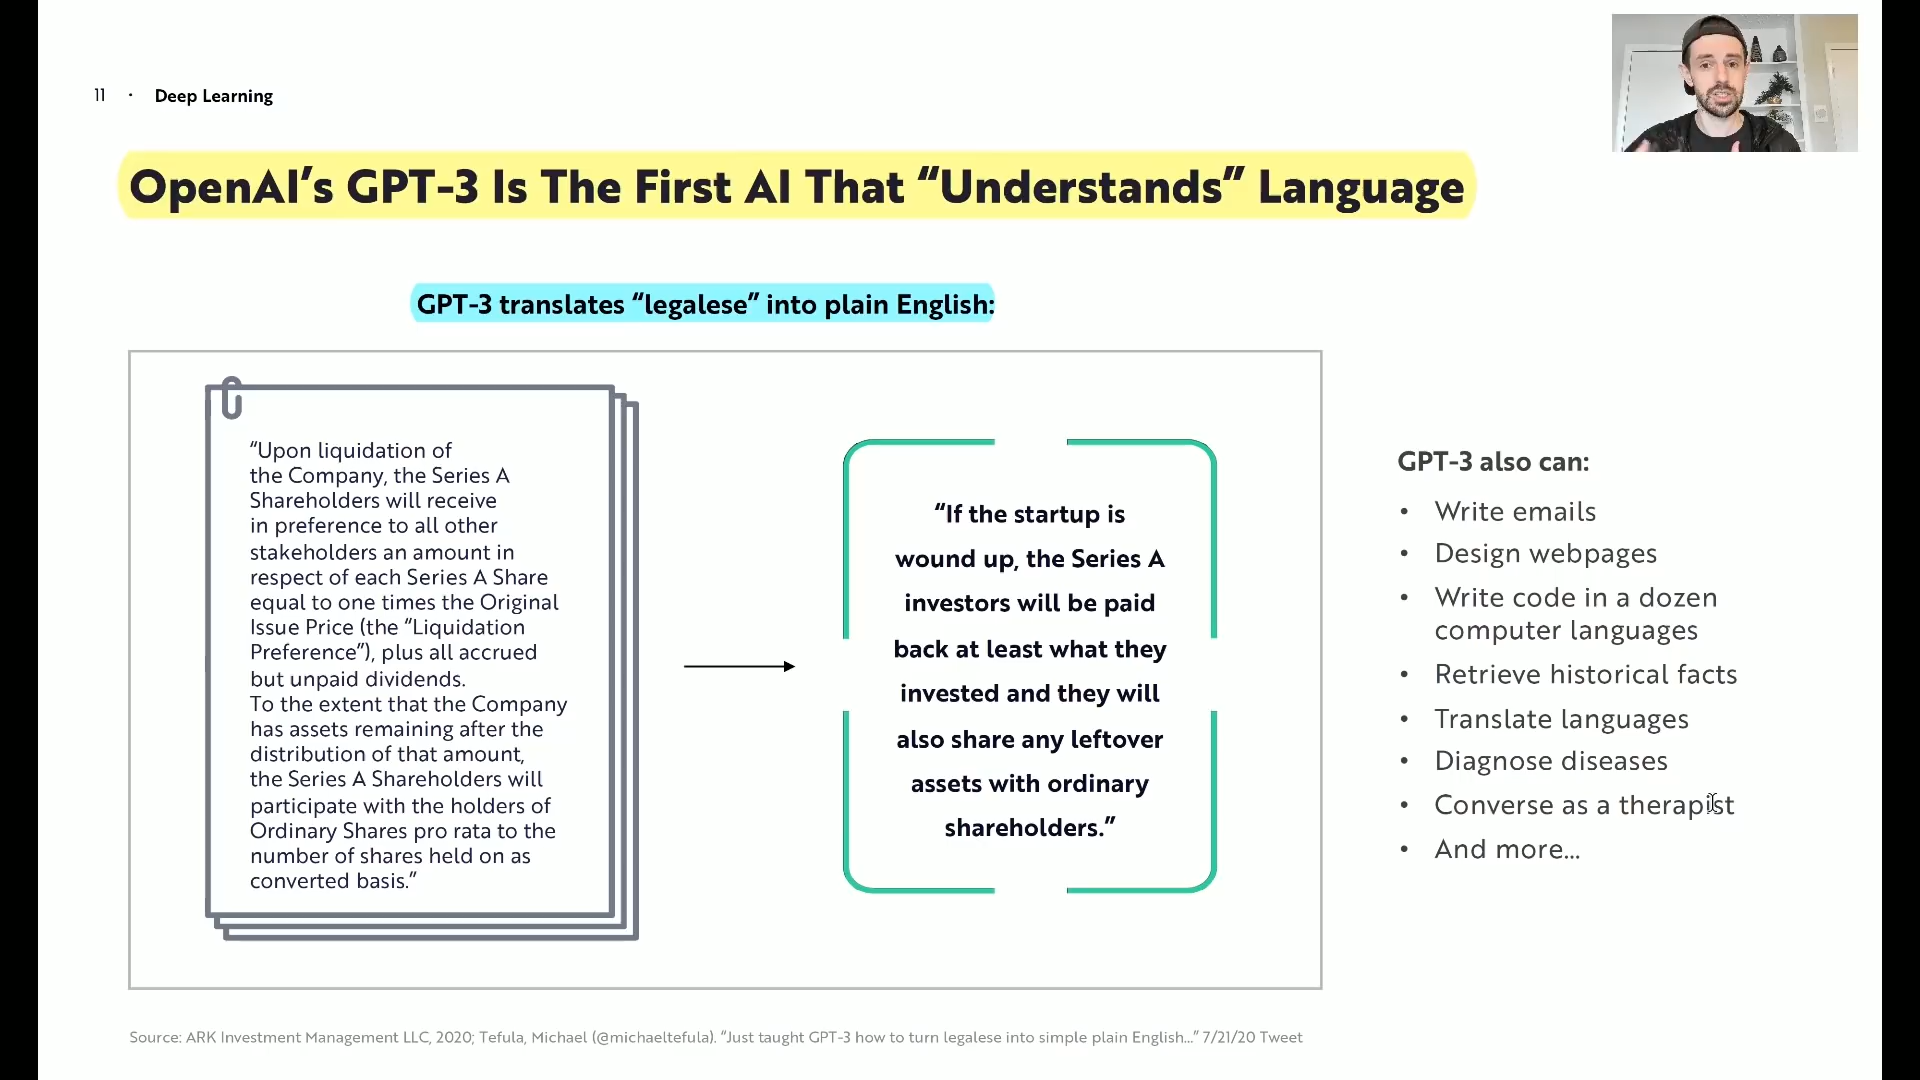 11 · Deep Learning
OpenAI’s GPT-3 Is The First AI That “Understands” Language
GPT-3 translates “legalese” into plain English:
“Upon liquidation of
the Company, the Series A
Shareholders will receive
in preference to all other
stakeholders an amount in
respect of each Series A Share
equal to one times the Original
Issue Price (the “Liquidation
Preference”), plus all accrued
but unpaid dividends.
To the extent that the Company
has assets remaining after the
distribution of that amount,
the Series A Shareholders will
participate with the holders of
Ordinary Shares pro rata to the
number of shares held on as
converted basis.”
“If the startup is
wound up, the Series A
investors will be paid
back at least what they
invested and they will
also share any leftover
assets with ordinary
shareholders.”
GPT-3 also can:
• Write emails
• Design webpages
• Write code in a dozen
computer languages
• Retrieve historical facts
• Translate languages
• Diagnose diseases
• Converse as a therapist
• And more...
Source: ARK Investment Management LLC, 2020; Tefula, Michael (@michaeltefula). “Just taught GPT-3 how to turn legalese into simple plain English...” 7/21/20 Tweet